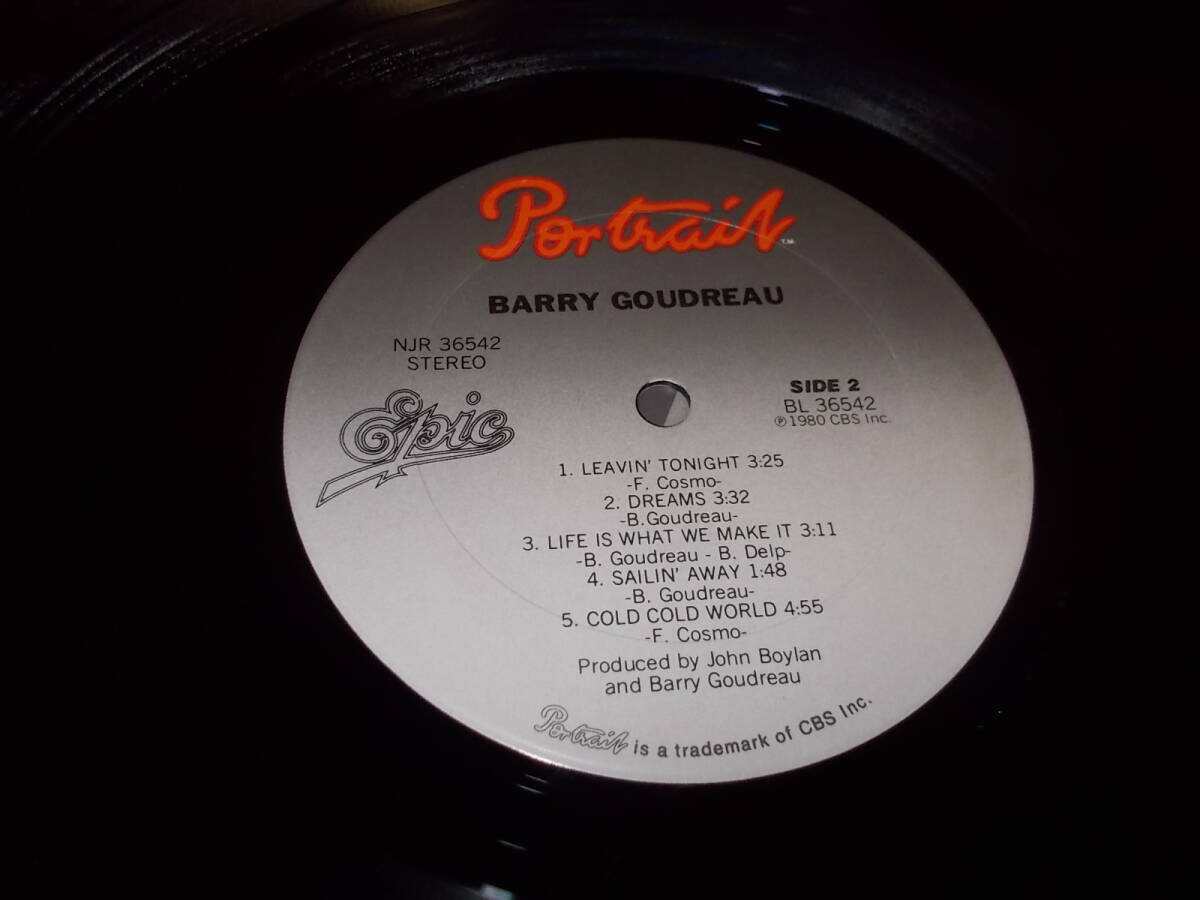 Portrait T.M.
BARRY GOUDREAU
NJR 36542
STEREO
Epic
SIDE 2
BL 36542
℗1980 CBS Inc.
1. LEAVIN' TONIGHT 3:25
-F. Cosmo-
2. DREAMS 3:32
-B.Goudreau-
3. LIFE IS WHAT WE MAKE IT 3:11
-B. Goudreau - B. Delp-
4. SAILIN' AWAY 1:48
-B. Goudreau-
5. COLD COLD WORLD 4:55
-F. Cosmo-
Produced by John Boylan
and Barry Goudreau
Portrait is a trademark of CBS Inc.